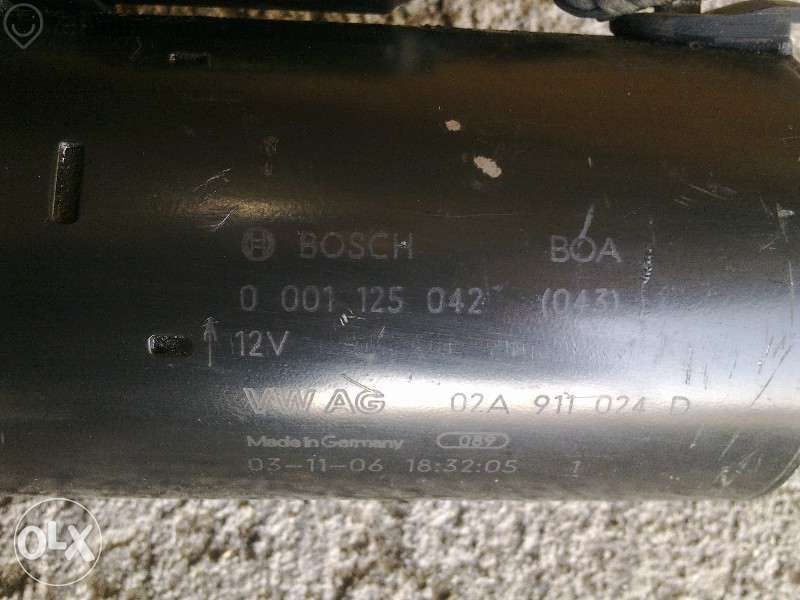 BOSCH BOA
0 001 125 042 (043)
12V
VW AG 02A 911 024 D
Made in Germany 089
03-11-06 18:32:05 1
OLX